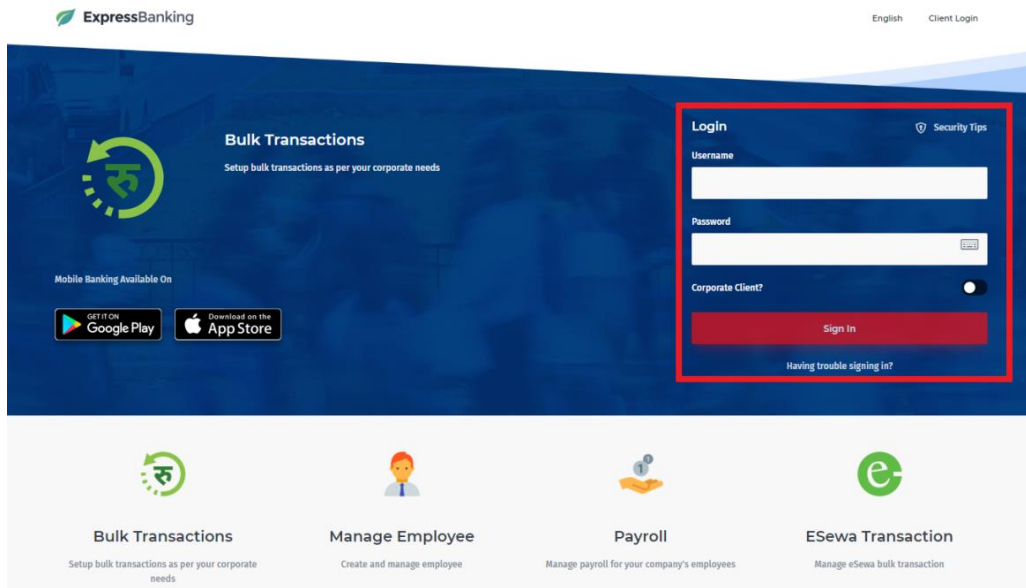 ExpressBanking
English
Client Login
Bulk Transactions
Setup bulk transactions as per your corporate needs
रु
Mobile Banking Available On
GET IT ON
Google Play
Download on the
App Store
Login
Security Tips
Username
Password
Corporate Client?
Sign In
Having trouble signing in?
रु
Bulk Transactions
Setup bulk transactions as per your corporate
needs
Manage Employee
Create and manage employee
1
1
Payroll
Manage payroll for your company's employees
e
ESewa Transaction
Manage eSewa bulk transaction